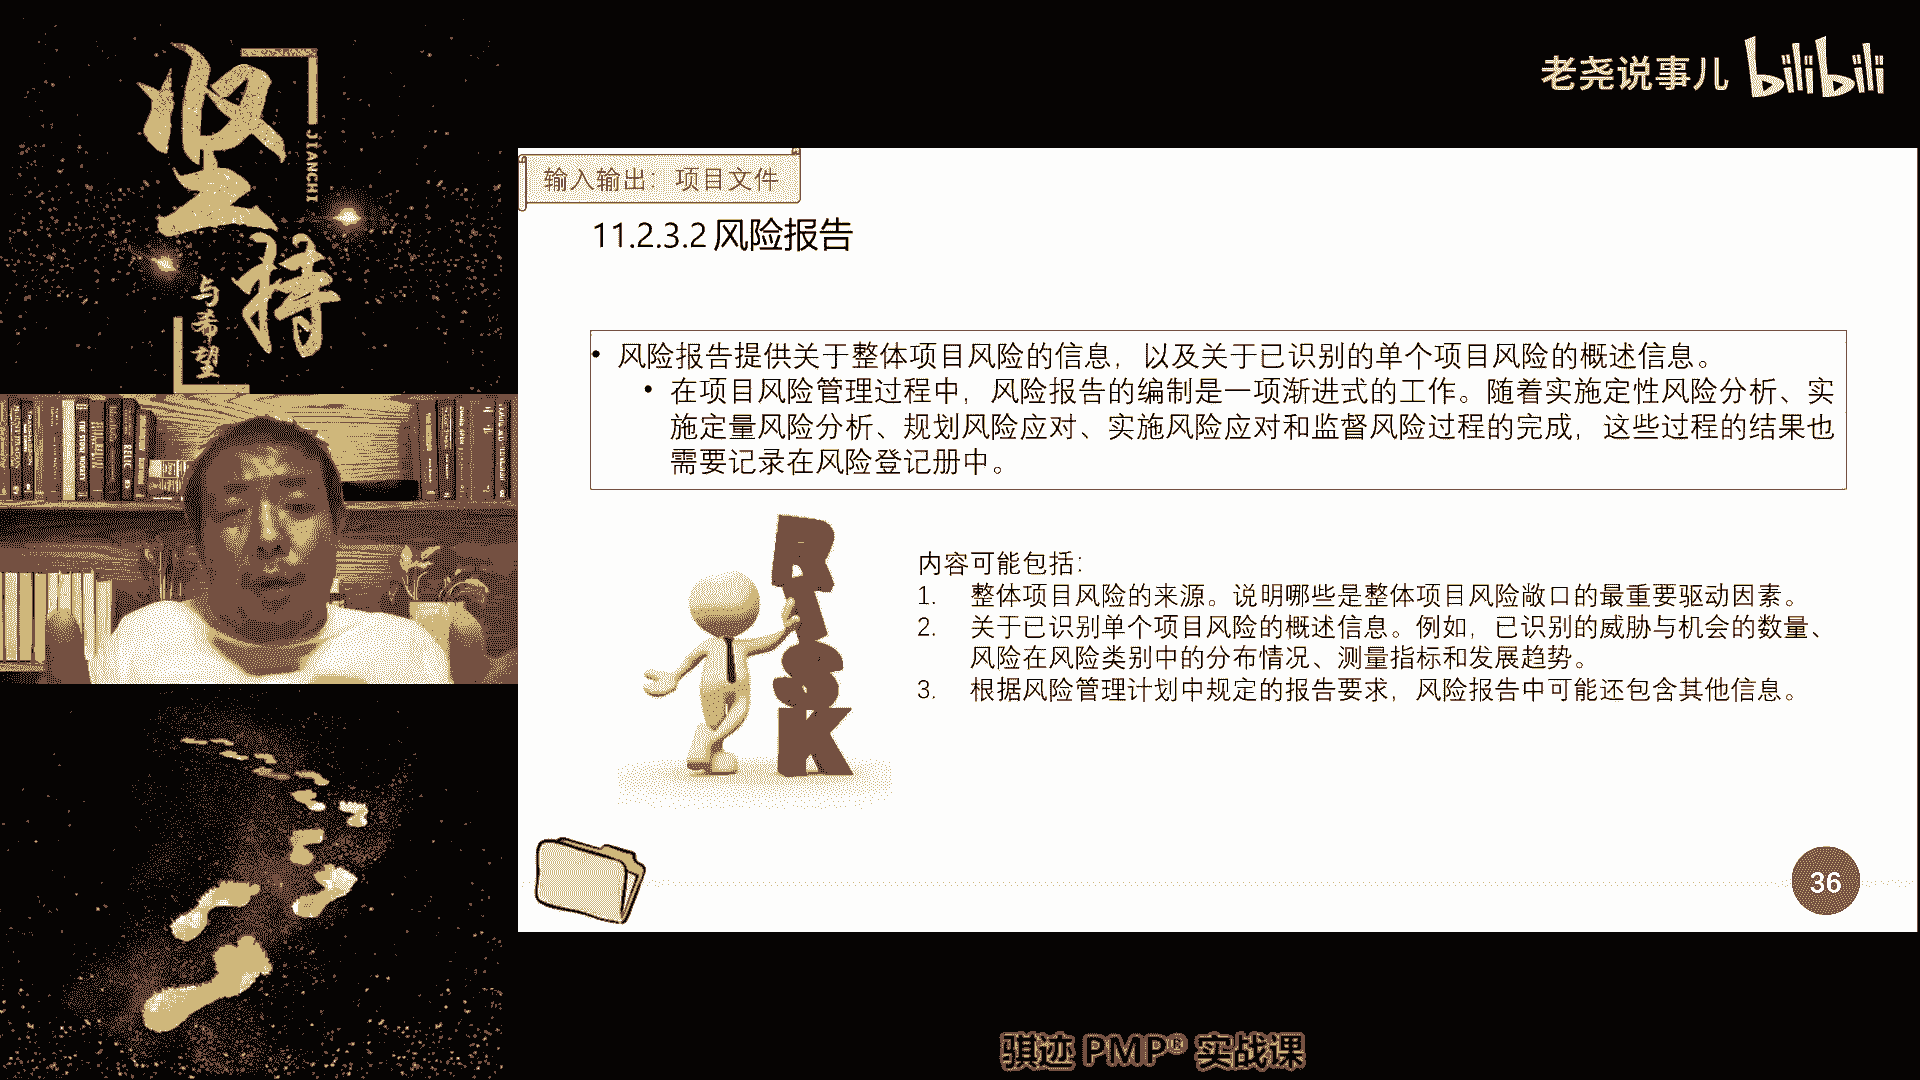 坚持
JIANCHI
与希望
老尧说事儿 bilibili
输入输出：项目文件
11.2.3.2 风险报告
• 风险报告提供关于整体项目风险的信息，以及关于已识别的单个项目风险的概述信息。
• 在项目风险管理过程中，风险报告的编制是一项渐进式的工作。随着实施定性风险分析、实
施定量风险分析、规划风险应对、实施风险应对和监督风险过程的完成，这些过程的结果也
需要记录在风险登记册中。
RISK
内容可能包括：
1. 整体项目风险的来源。说明哪些是整体项目风险敞口的最重要驱动因素。
2. 关于已识别单个项目风险的概述信息。例如，已识别的威胁与机会的数量、
风险在风险类别中的分布情况、测量指标和发展趋势。
3. 根据风险管理计划中规定的报告要求，风险报告中可能还包含其他信息。
36
骐迹 PMP® 实战课